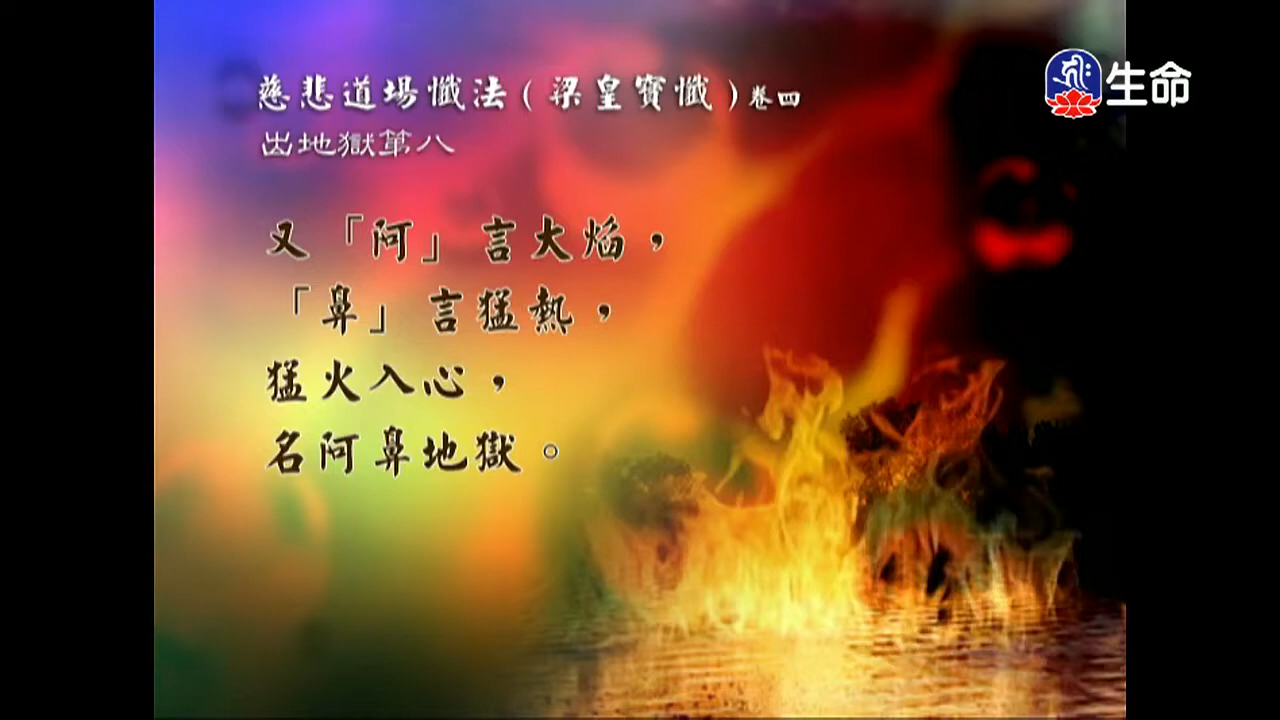 慈悲道場懺法(梁皇寶懺)卷四
出地獄第八
生命
又「阿」言大焰，
「鼻」言猛熱，
猛火入心，
名阿鼻地獄。